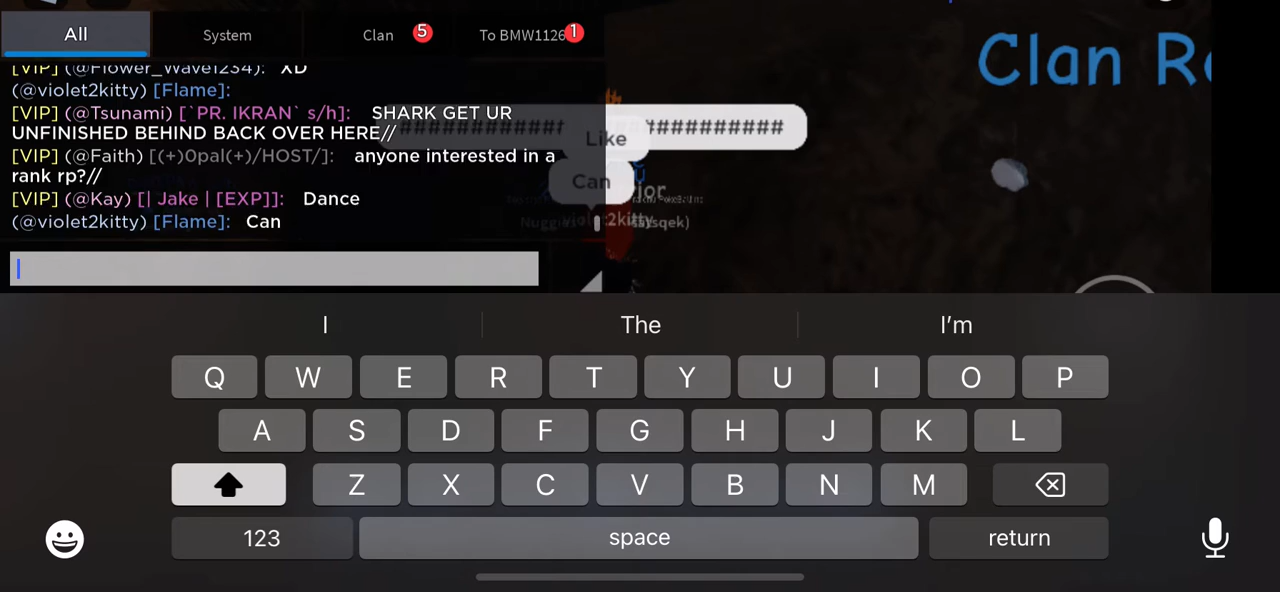 All
System
Clan
5
To BMW1126
1
[VIP] (@Flower_Wave1234): XD
(@violet2kitty) [Flame]:
[VIP] (@Tsunami) [`PR. IKRAN` s/h]: SHARK GET UR
UNFINISHED BEHIND BACK OVER HERE//
[VIP] (@Faith) [(+)0pal(+)/HOST/]: anyone interested in a
rank rp?//
[VIP] (@Kay) [| Jake | [EXP]]: Dance
(@violet2kitty) [Flame]: Can
Clan
Like
Can
I
The
I'm
Q W E R T Y U I O P
A S D F G H J K L
Z X C V B N M
123
space
return